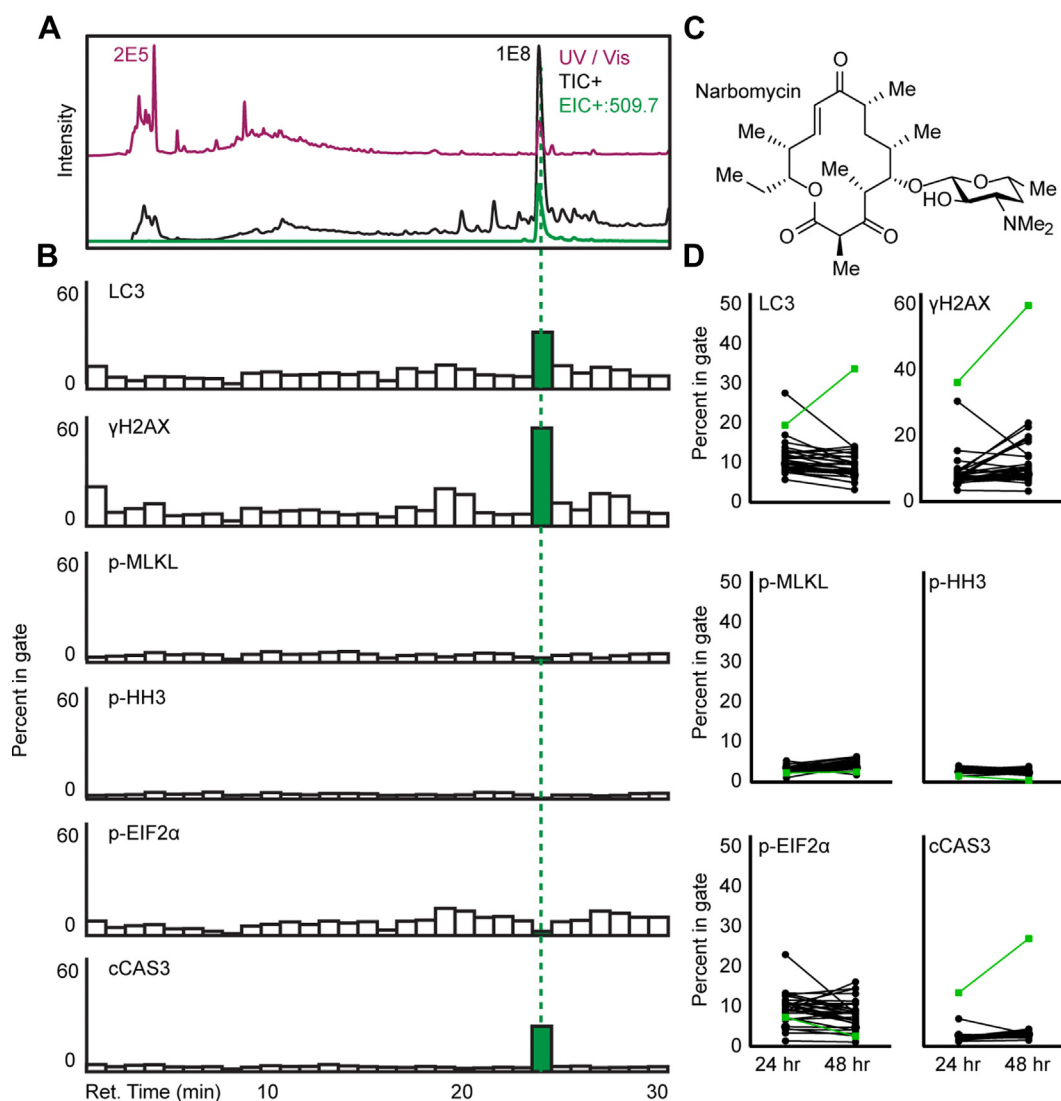 A
2E5
1E8
UV / Vis
TIC+
EIC+:509.7
Intensity
C
Narbomycin
O
Me
Me
Me
Me
Me
O
O
O
O
Me
O
HO
Me
NMe2
B
Percent in gate
60
LC3
0
60
γH2AX
0
60
p-MLKL
0
60
p-HH3
0
60
p-EIF2α
0
60
cCAS3
0
Ret. Time (min) 10 20 30
D
Percent in gate
50
40
30
20
10
0
LC3
60
40
20
0
γH2AX
Percent in gate
50
40
30
20
10
0
p-MLKL
p-HH3
Percent in gate
50
40
30
20
10
0
p-EIF2α
cCAS3
24 hr 48 hr
24 hr 48 hr